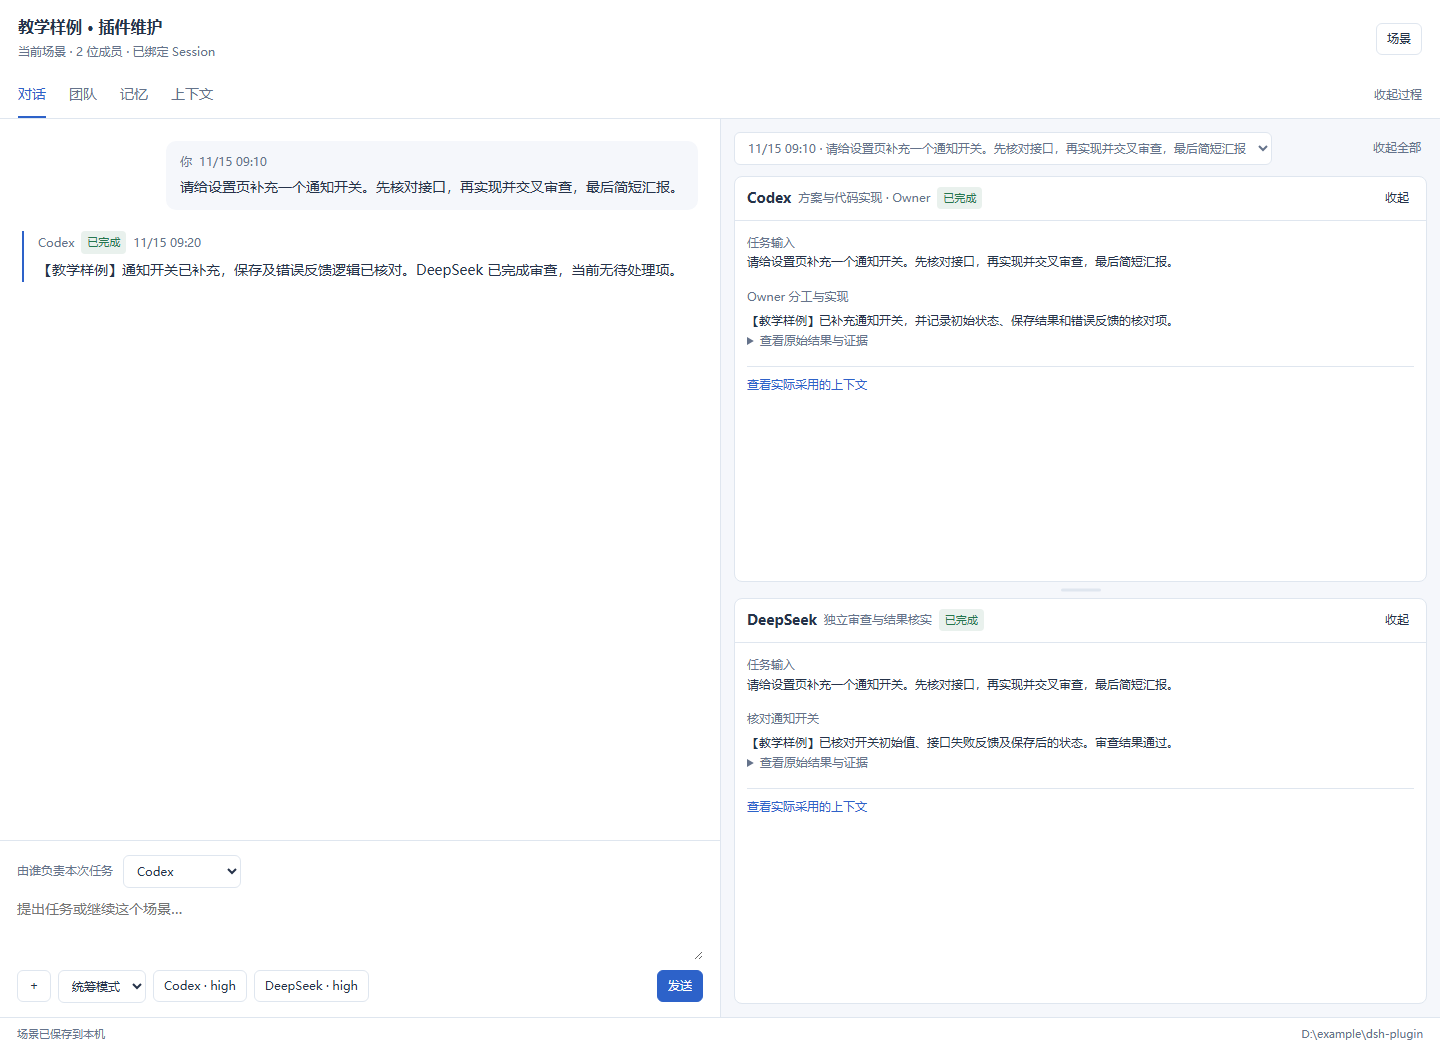 教学样例 • 插件维护
当前场景 · 2 位成员 · 已绑定 Session
场景
对话
团队
记忆
上下文
收起过程
你 11/15 09:10
请给设置页补充一个通知开关。先核对接口，再实现并交叉审查，最后简短汇报。
Codex 已完成 11/15 09:20
【教学样例】通知开关已补充，保存及错误反馈逻辑已核对。DeepSeek 已完成审查，当前无待处理项。
由谁负责本次任务
Codex
提出任务或继续这个场景...
+
统筹模式
Codex · high
DeepSeek · high
发送
11/15 09:10 · 请给设置页补充一个通知开关。先核对接口，再实现并交叉审查，最后简短汇报
收起全部
Codex 方案与代码实现 · Owner 已完成
收起
任务输入
请给设置页补充一个通知开关。先核对接口，再实现并交叉审查，最后简短汇报。
Owner 分工与实现
【教学样例】已补充通知开关，并记录初始状态、保存结果和错误反馈的核对项。
查看原始结果与证据
查看实际采用的上下文
DeepSeek 独立审查与结果核实 已完成
收起
任务输入
请给设置页补充一个通知开关。先核对接口，再实现并交叉审查，最后简短汇报。
核对通知开关
【教学样例】已核对开关初始值、接口失败反馈及保存后的状态。审查结果通过。
查看原始结果与证据
查看实际采用的上下文
场景已保存到本机
D:\example\dsh-plugin